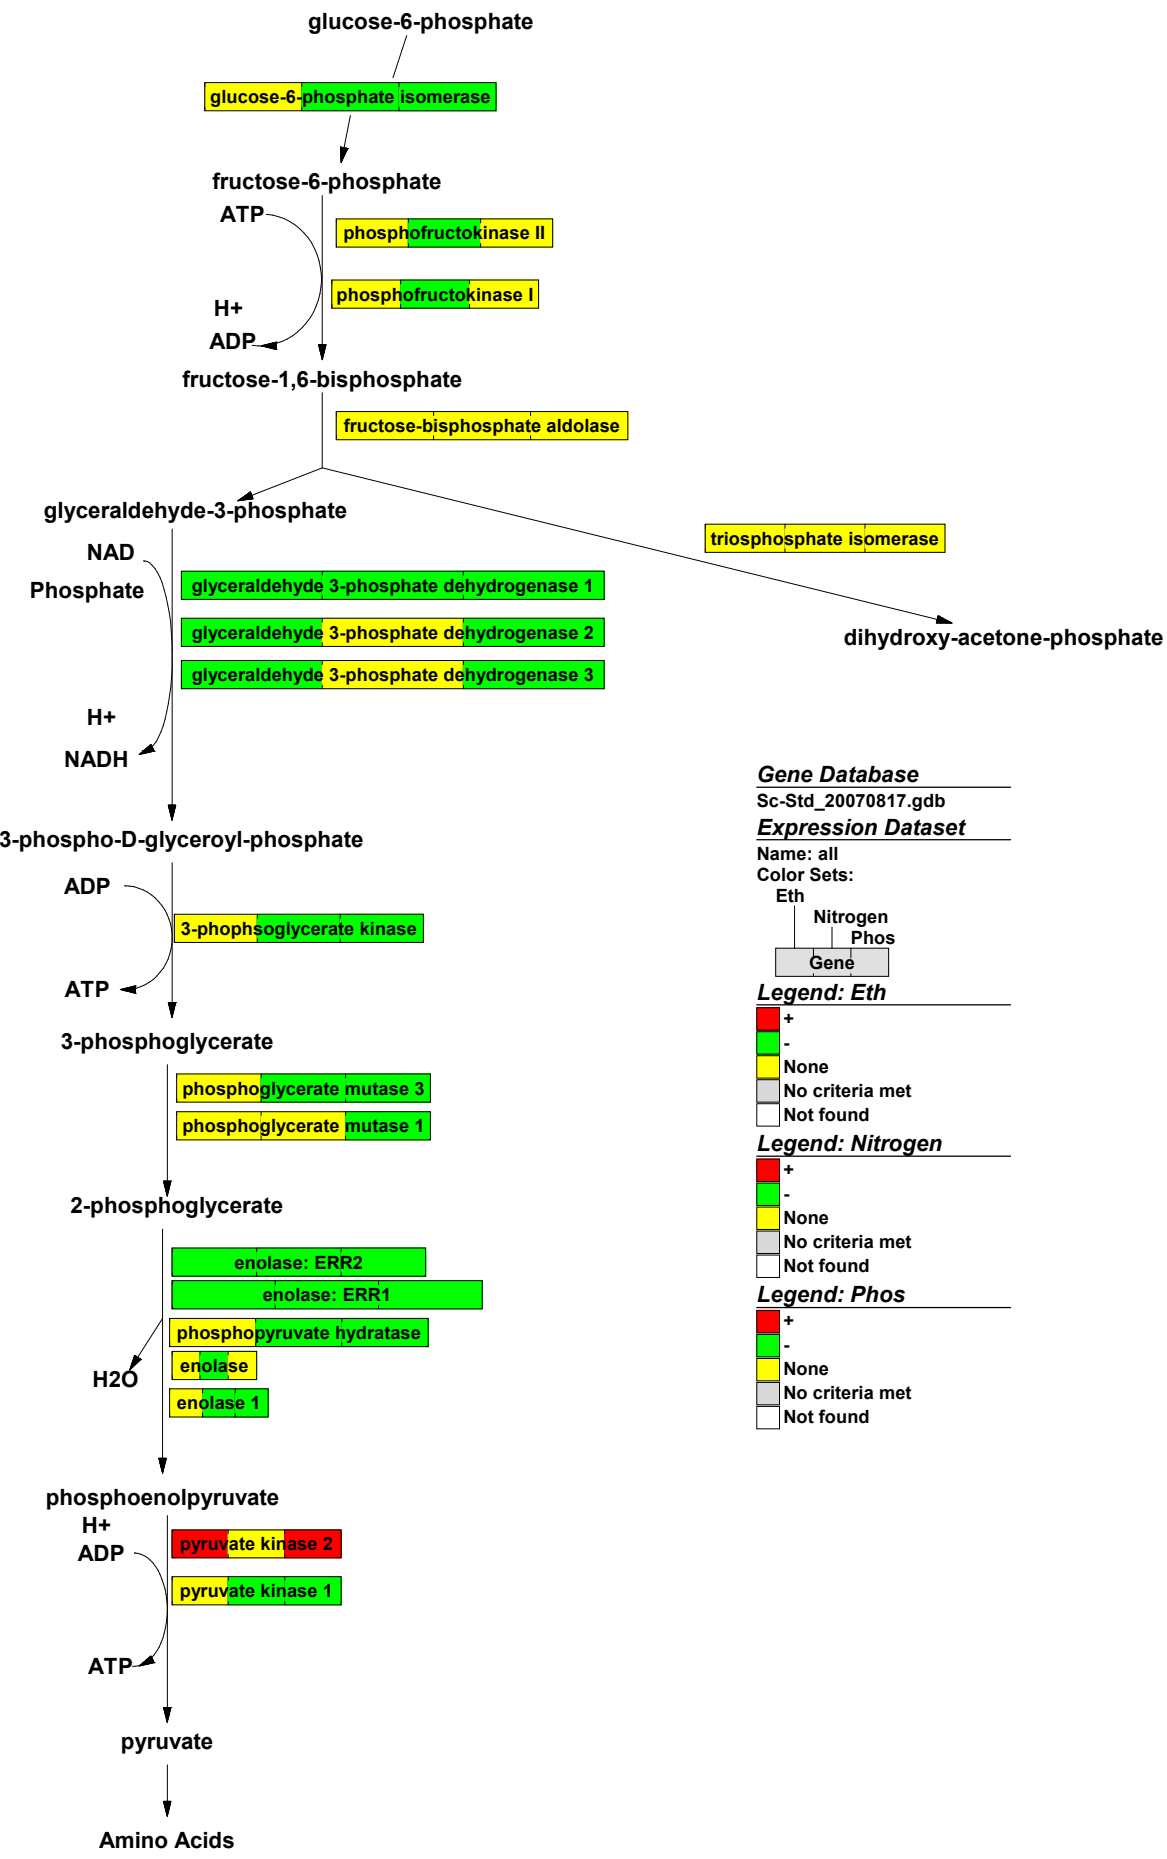 glucose-6-phosphate
glucose-6-phosphate isomerase
fructose-6-phosphate
ATP
phosphofructokinase II
phosphofructokinase I
H+
ADP
fructose-1,6-bisphosphate
fructose-bisphosphate aldolase
glyceraldehyde-3-phosphate
triosphosphate isomerase
NAD
Phosphate
glyceraldehyde 3-phosphate dehydrogenase 1
glyceraldehyde 3-phosphate dehydrogenase 2
glyceraldehyde 3-phosphate dehydrogenase 3
dihydroxy-acetone-phosphate
H+
NADH
3-phospho-D-glyceroyl-phosphate
ADP
3-phophsoglycerate kinase
ATP
3-phosphoglycerate
phosphoglycerate mutase 3
phosphoglycerate mutase 1
2-phosphoglycerate
enolase: ERR2
enolase: ERR1
phosphopyruvate hydratase
enolase
H2O
enolase 1
phosphoenolpyruvate
H+
ADP
pyruvate kinase 2
pyruvate kinase 1
ATP
pyruvate
Amino Acids
Gene Database
Sc-Std_20070817.gdb
Expression Dataset
Name: all
Color Sets:
Eth
Nitrogen
Phos
Gene
Legend: Eth
+
-
None
No criteria met
Not found
Legend: Nitrogen
+
-
None
No criteria met
Not found
Legend: Phos
+
-
None
No criteria met
Not found